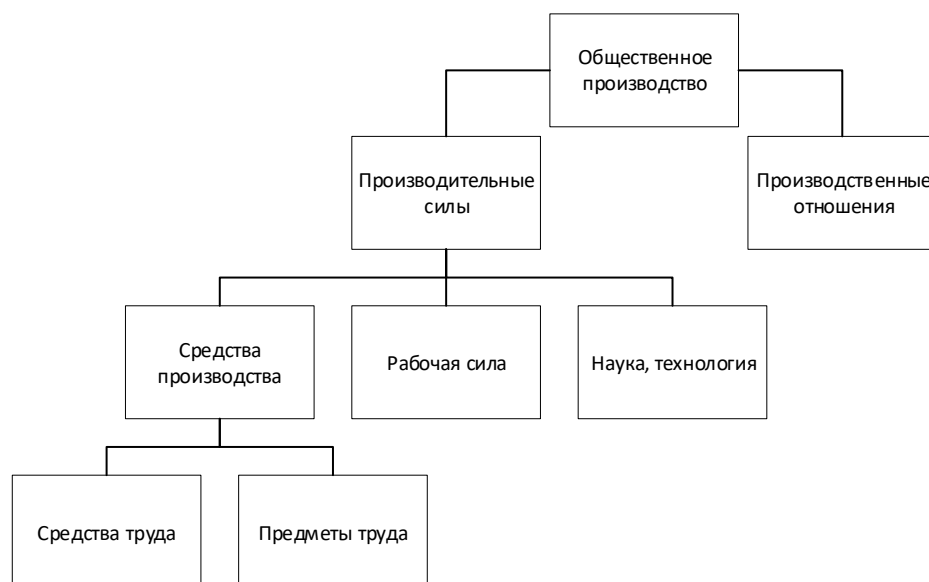 Общественное
производство
Производительные
силы
Производственные
отношения
Средства
производства
Рабочая сила
Наука, технология
Средства труда
Предметы труда